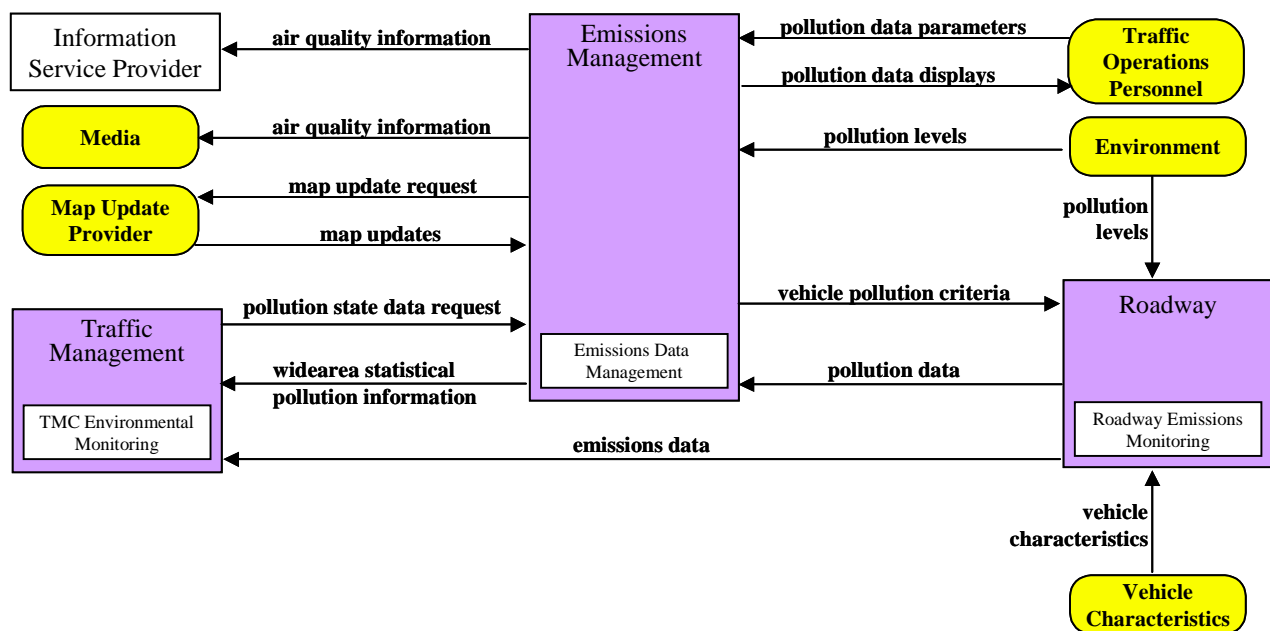 Information
Service Provider
air quality information
Emissions
Management
pollution data parameters
Traffic
Operations
Personnel
pollution data displays
Media
air quality information
pollution levels
Environment
map update request
Map Update
Provider
map updates
pollution
levels
pollution state data request
vehicle pollution criteria
Roadway
Traffic
Management
Emissions Data
Management
widearea statistical
pollution information
pollution data
TMC Environmental
Monitoring
Roadway Emissions
Monitoring
emissions data
vehicle
characteristics
Vehicle
Characteristics